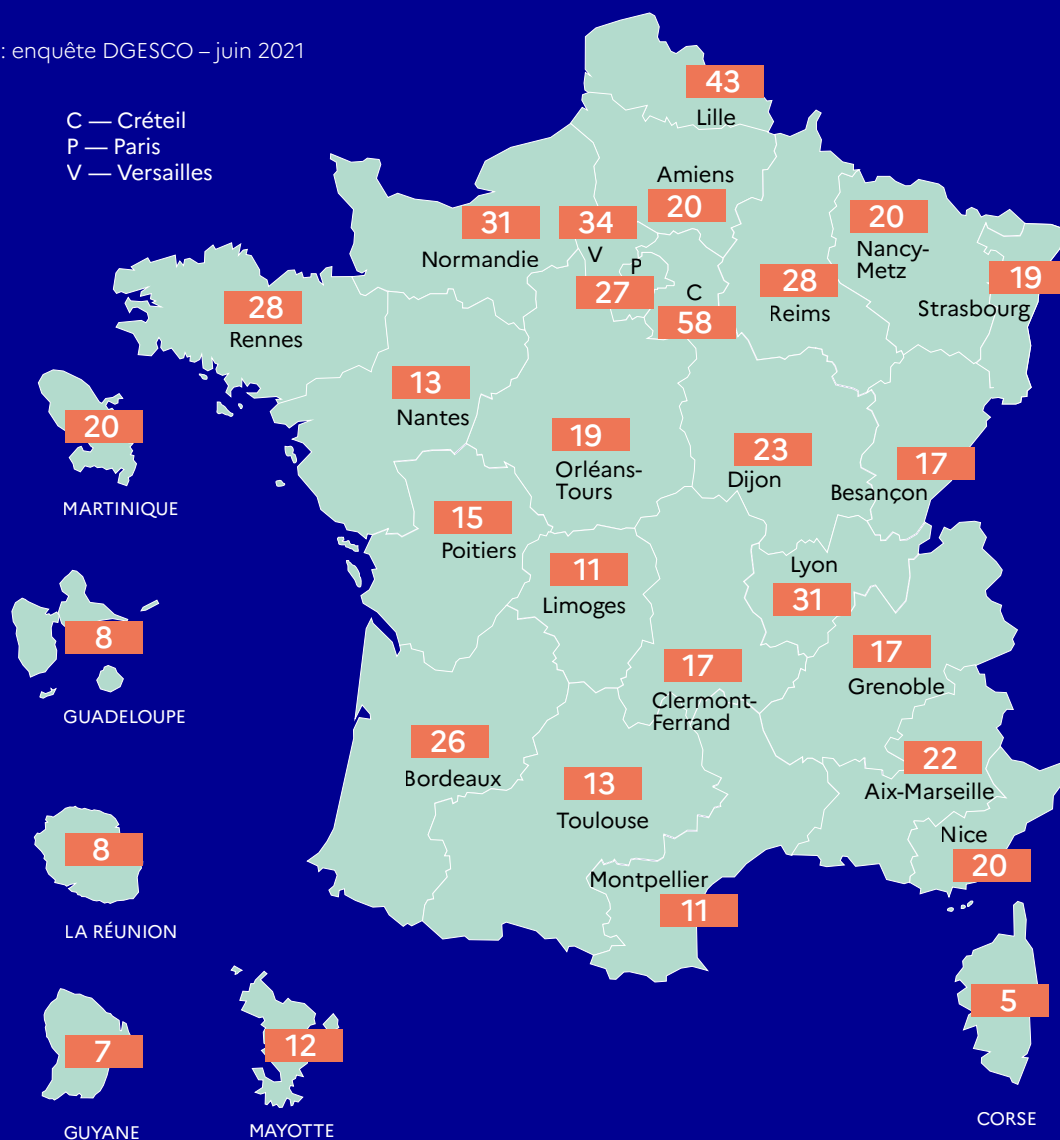 : enquête DGESCO – juin 2021
C — Créteil
P — Paris
V — Versailles
43
Lille
Amiens
20
31
Normandie
34
V
P
27
C
58
20
Nancy-
Metz
28
Reims
19
Strasbourg
28
Rennes
13
Nantes
19
Orléans-
Tours
23
Dijon
17
Besançon
20
MARTINIQUE
15
Poitiers
11
Limoges
Lyon
31
8
GUADELOUPE
17
Clermont-
Ferrand
17
Grenoble
26
Bordeaux
13
Toulouse
22
Aix-Marseille
Nice
20
8
LA RÉUNION
Montpellier
11
7
GUYANE
12
MAYOTTE
5
CORSE